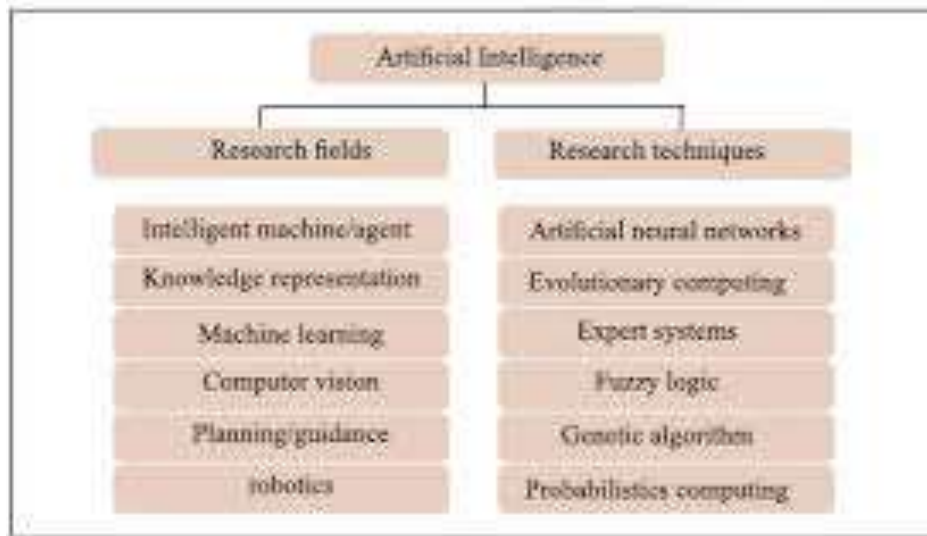 Artificial Intelligence
Research fields
Research techniques
Intelligent machine/agent
Knowledge representation
Machine learning
Computer vision
Planning/guidance
robotics
Artificial neural networks
Evolutionary computing
Expert systems
Fuzzy logic
Genetic algorithm
Probabilistics computing